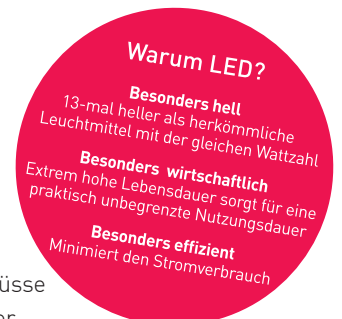 Warum LED?
Besonders hell
13-mal heller als herkömmliche
Leuchtmittel mit der gleichen Wattzahl
Besonders wirtschaftlich
Extrem hohe Lebensdauer sorgt für eine
praktisch unbegrenzte Nutzungsdauer
Besonders effizient
Minimiert den Stromverbrauch